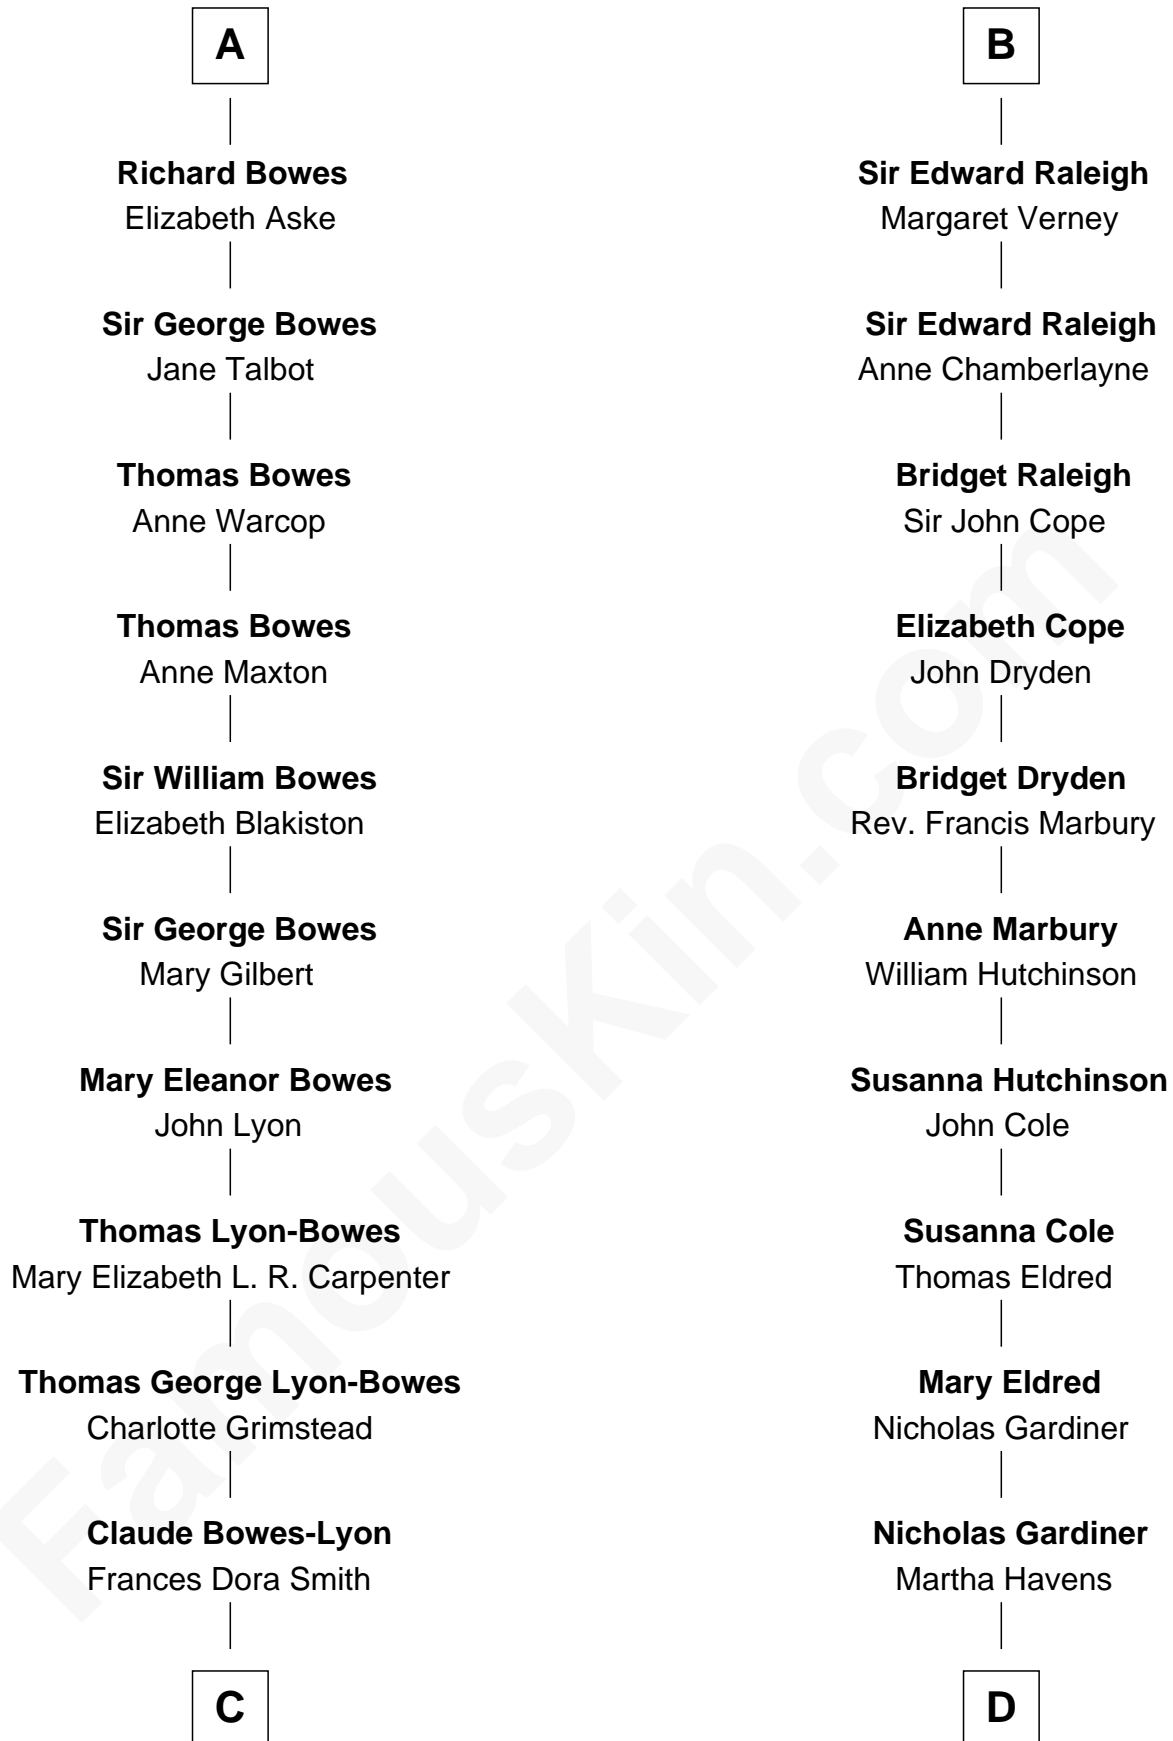 A
Richard Bowes
Elizabeth Aske
Sir George Bowes
Jane Talbot
Thomas Bowes
Anne Warcop
Thomas Bowes
Anne Maxton
Sir William Bowes
Elizabeth Blakiston
Sir George Bowes
Mary Gilbert
Mary Eleanor Bowes
John Lyon
Thomas Lyon-Bowes
Mary Elizabeth L. R. Carpenter
Thomas George Lyon-Bowes
Charlotte Grimstead
Claude Bowes-Lyon
Frances Dora Smith
C
B
Sir Edward Raleigh
Margaret Verney
Sir Edward Raleigh
Anne Chamberlayne
Bridget Raleigh
Sir John Cope
Elizabeth Cope
John Dryden
Bridget Dryden
Rev. Francis Marbury
Anne Marbury
William Hutchinson
Susanna Hutchinson
John Cole
Susanna Cole
Thomas Eldred
Mary Eldred
Nicholas Gardiner
Nicholas Gardiner
Martha Havens
D
FamousKin.com